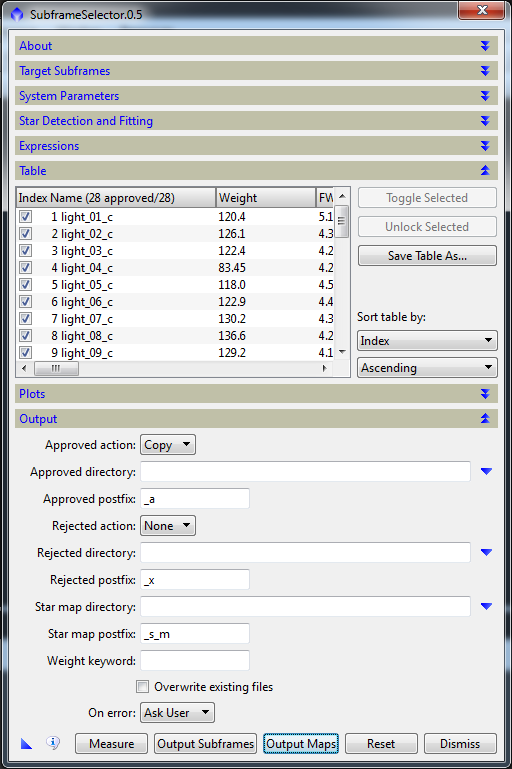 SubframeSelector.0.5
About
Target Subframes
System Parameters
Star Detection and Fitting
Expressions
Table
Index Name (28 approved/28) Weight FW
1 light_01_c 120.4 5.1
2 light_02_c 126.1 4.3
3 light_03_c 122.4 4.2
4 light_04_c 83.45 4.2
5 light_05_c 118.0 4.5
6 light_06_c 122.9 4.4
7 light_07_c 130.2 4.3
8 light_08_c 136.6 4.2
9 light_09_c 129.2 4.1
Toggle Selected
Unlock Selected
Save Table As...
Sort table by:
Index
Ascending
Plots
Output
Approved action: Copy
Approved directory:
Approved postfix: _a
Rejected action: None
Rejected directory:
Rejected postfix: _x
Star map directory:
Star map postfix: _s_m
Weight keyword:
Overwrite existing files
On error: Ask User
Measure Output Subframes Output Maps Reset Dismiss